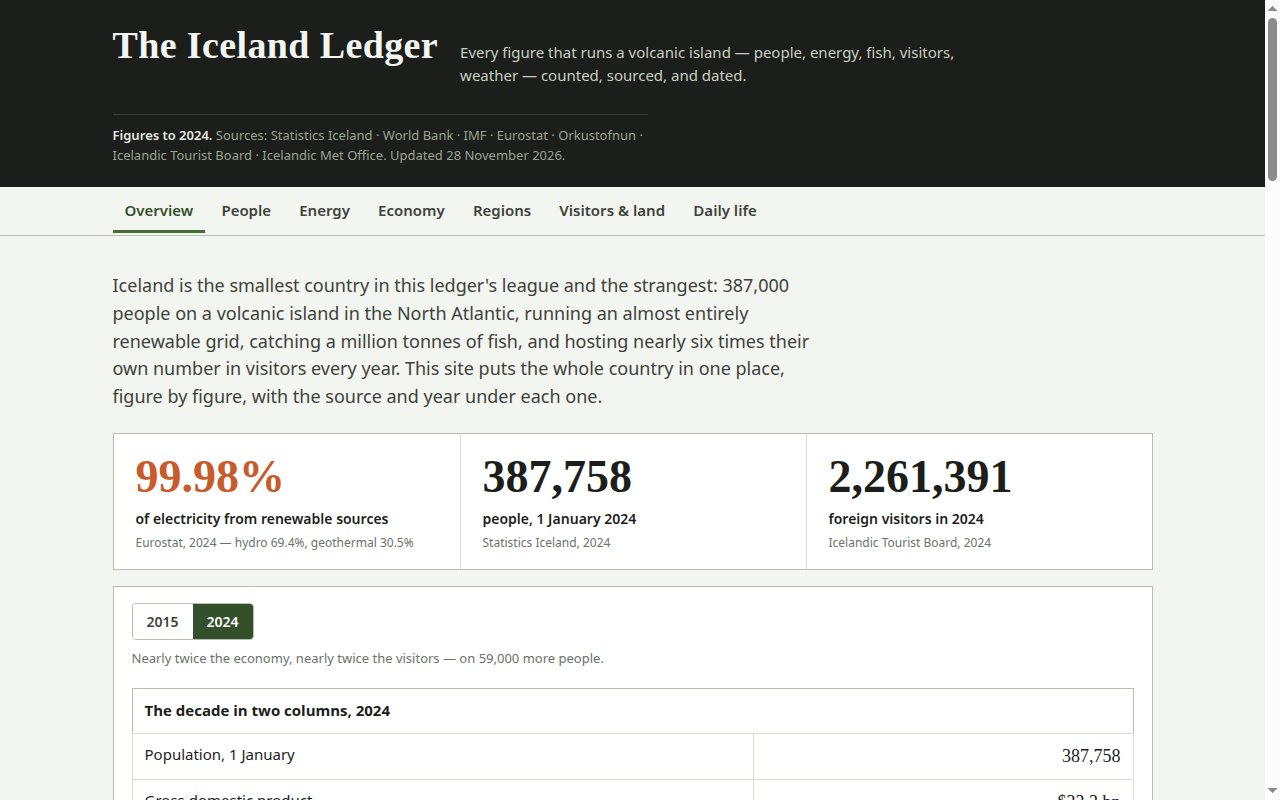 The Iceland Ledger
Every figure that runs a volcanic island — people, energy, fish, visitors,
weather — counted, sourced, and dated.
Figures to 2024. Sources: Statistics Iceland · World Bank · IMF · Eurostat · Orkustofnun ·
Icelandic Tourist Board · Icelandic Met Office. Updated 28 November 2026.
Overview People Energy Economy Regions Visitors & land Daily life
Iceland is the smallest country in this ledger's league and the strangest: 387,000
people on a volcanic island in the North Atlantic, running an almost entirely
renewable grid, catching a million tonnes of fish, and hosting nearly six times their
own number in visitors every year. This site puts the whole country in one place,
figure by figure, with the source and year under each one.
99.98%
of electricity from renewable sources
Eurostat, 2024 — hydro 69.4%, geothermal 30.5%
387,758
people, 1 January 2024
Statistics Iceland, 2024
2,261,391
foreign visitors in 2024
Icelandic Tourist Board, 2024
2015 2024
Nearly twice the economy, nearly twice the visitors — on 59,000 more people.
The decade in two columns, 2024
Population, 1 January 387,758
Gross domestic product